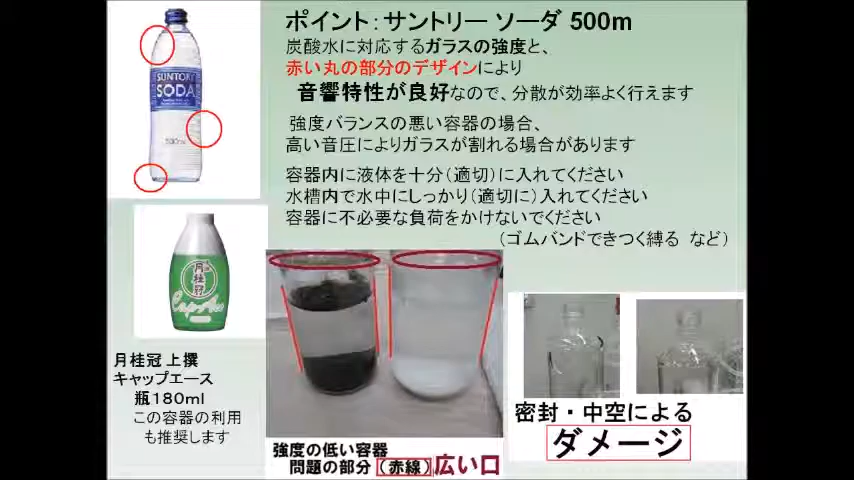 ポイント：サントリー ソーダ 500m
炭酸水に対応するガラスの強度と、
赤い丸の部分のデザインにより
音響特性が良好なので、分散が効率よく行えます
強度バランスの悪い容器の場合、
高い音圧によりガラスが割れる場合があります
容器内に液体を十分（適切）に入れてください
水槽内で水中にしっかり（適切に）入れてください
容器に不必要な負荷をかけないでください
（ゴムバンドできつく縛る など）
SUNTORY
SODA
500ml
月桂冠
月桂冠 上撰
キャップエース
瓶180ml
この容器の利用
も推奨します
強度の低い容器
問題の部分（赤線）広い口
密封・中空による
ダメージ